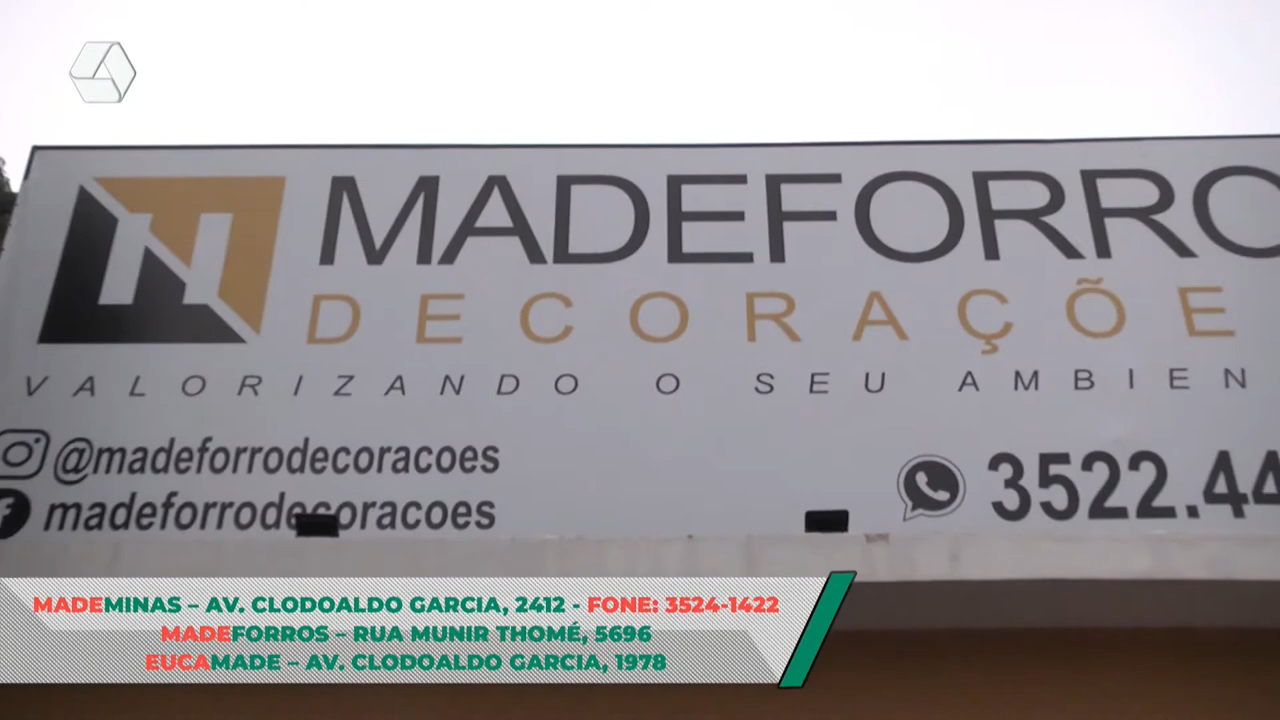 MADEFORRO
DECORAÇÕE
VALORIZANDO O SEU AMBIEN
@madeforrodecoracoes
madeforrodecoracoes
3522.44
MADEMINAS – AV. CLODOALDO GARCIA, 2412 - FONE: 3524-1422
MADEFORROS – RUA MUNIR THOMÉ, 5696
EUCAMADE – AV. CLODOALDO GARCIA, 1978